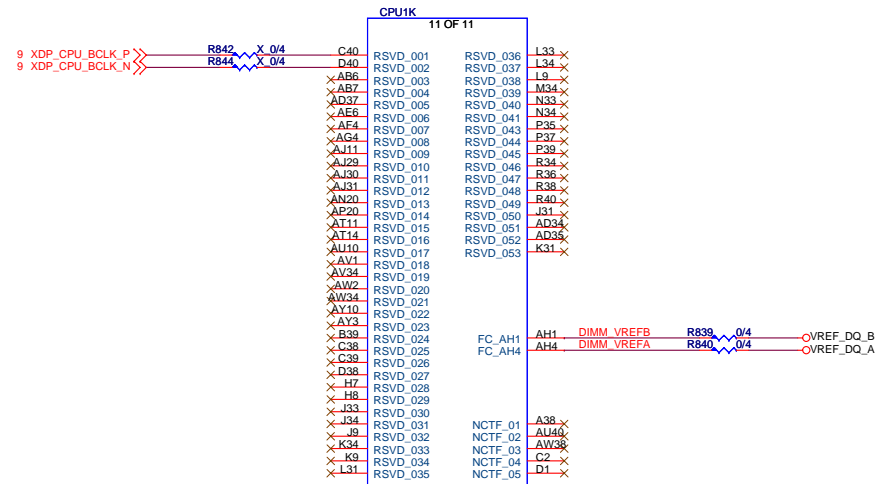 CPU1K
11 OF 11
9 XDP_CPU_BCLK_P R842 X_0/4 C40 RSVD_001 RSVD_036 L33
9 XDP_CPU_BCLK_N R844 X_0/4 D40 RSVD_002 RSVD_037 L34
AB6 RSVD_003 RSVD_038 L9
AB7 RSVD_004 RSVD_039 M34
AD37 RSVD_005 RSVD_040 N33
AE6 RSVD_006 RSVD_041 N34
AF4 RSVD_007 RSVD_043 P35
AG4 RSVD_008 RSVD_044 P37
AJ11 RSVD_009 RSVD_045 P39
AJ29 RSVD_010 RSVD_046 R34
AJ30 RSVD_011 RSVD_047 R36
AJ31 RSVD_012 RSVD_048 R38
AN20 RSVD_013 RSVD_049 R40
AP20 RSVD_014 RSVD_050 J31
AT11 RSVD_015 RSVD_051 AD34
AT14 RSVD_016 RSVD_052 AD35
AU10 RSVD_017 RSVD_053 K31
AV1 RSVD_018
AV34 RSVD_019
AW2 RSVD_020
AW34 RSVD_021
AY10 RSVD_022
AY3 RSVD_023
B39 RSVD_024 FC_AH1 AH1 DIMM_VREFB R839 0/4 VREF_DQ_B
C38 RSVD_025 FC_AH4 AH4 DIMM_VREFA R840 0/4 VREF_DQ_A
C39 RSVD_026
D38 RSVD_027
H7 RSVD_028
H8 RSVD_029
J33 RSVD_030
J34 RSVD_031 NCTF_01 A38
J9 RSVD_032 NCTF_02 AU40
K34 RSVD_033 NCTF_03 AW38
K9 RSVD_034 NCTF_04 C2
L31 RSVD_035 NCTF_05 D1